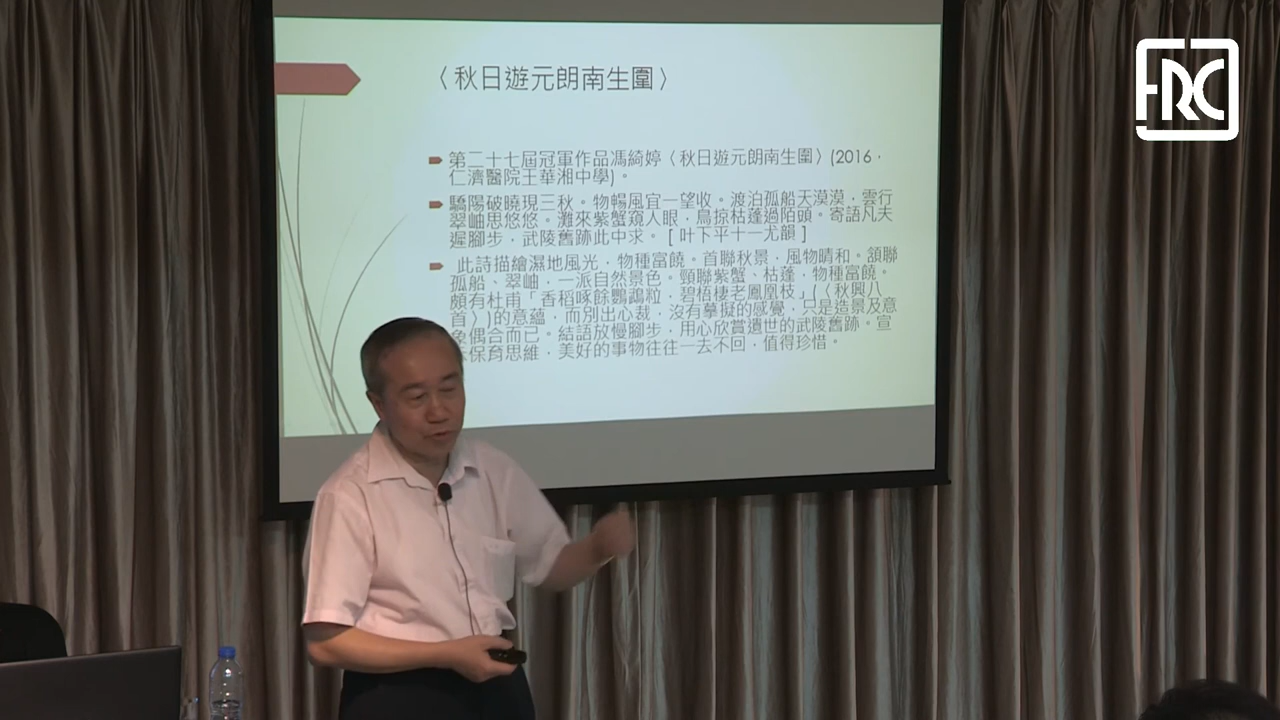 〈秋日遊元朗南生圍〉
第二十七屆冠軍作品馮綺婷〈秋日遊元朗南生圍〉(2016，
仁濟醫院王華湘中學)。
驕陽破曉現三秋。物暢風宜一望收。渡泊孤船天漠漠，雲行
翠岫思悠悠。灘來紫蟹窺人眼，鳥掠枯蓬過陌頭。寄語凡夫
遲腳步，武陵舊跡此中求。[叶下平十一尤韻]
此詩描繪濕地風光，物種富饒。首聯秋景，風物晴和。頷聯
孤船、翠岫，一派自然景色。頸聯紫蟹、枯蓬，物種富饒。
頗有杜甫「香稻啄餘鸚鵡粒，碧梧棲老鳳凰枝」(〈秋興八
首〉)的意蘊，而別出心裁，沒有摹擬的感覺，只是造景及意
象偶合而已。結語放慢腳步，用心欣賞遺世的武陵舊跡。宣
保育思維，美好的事物往往一去不回，值得珍惜。
FRC